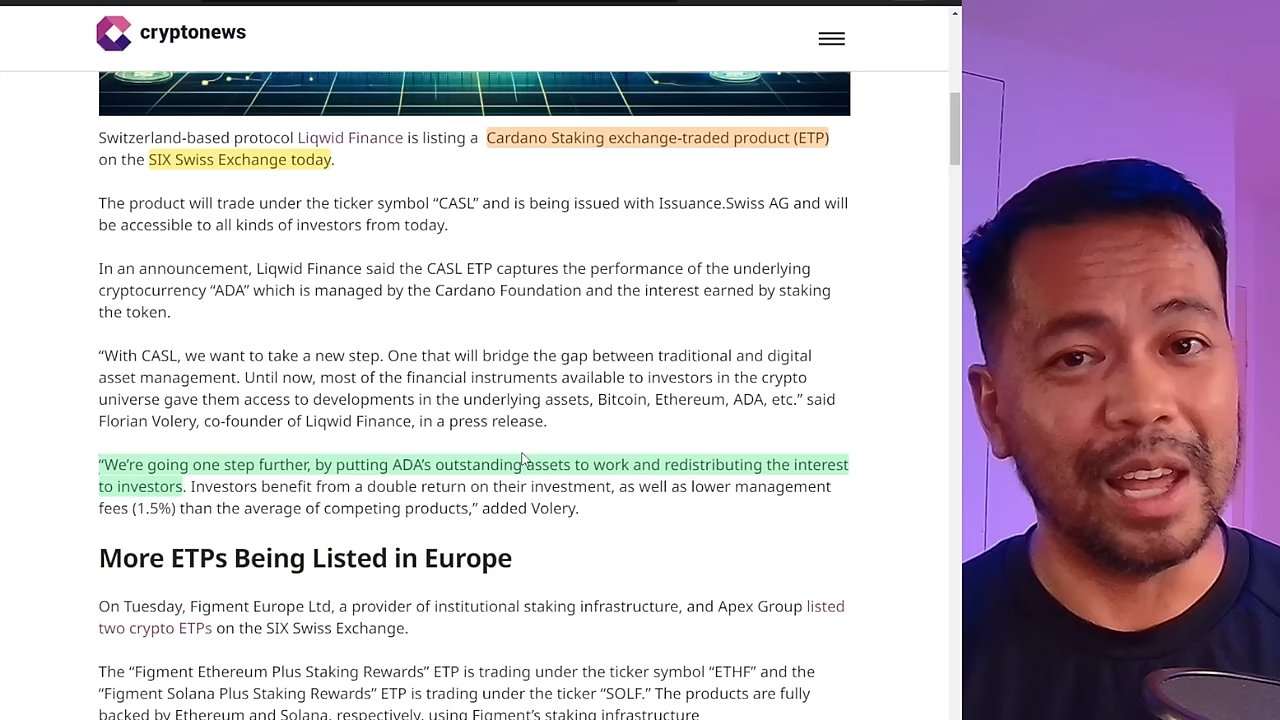 cryptonews
Switzerland-based protocol Liqwid Finance is listing a Cardano Staking exchange-traded product (ETP)
on the SIX Swiss Exchange today.
The product will trade under the ticker symbol “CASL” and is being issued with Issuance.Swiss AG and will
be accessible to all kinds of investors from today.
In an announcement, Liqwid Finance said the CASL ETP captures the performance of the underlying
cryptocurrency “ADA” which is managed by the Cardano Foundation and the interest earned by staking
the token.
“With CASL, we want to take a new step. One that will bridge the gap between traditional and digital
asset management. Until now, most of the financial instruments available to investors in the crypto
universe gave them access to developments in the underlying assets, Bitcoin, Ethereum, ADA, etc.” said
Florian Volery, co-founder of Liqwid Finance, in a press release.
“We’re going one step further, by putting ADA’s outstanding assets to work and redistributing the interest
to investors. Investors benefit from a double return on their investment, as well as lower management
fees (1.5%) than the average of competing products,” added Volery.
More ETPs Being Listed in Europe
On Tuesday, Figment Europe Ltd, a provider of institutional staking infrastructure, and Apex Group listed
two crypto ETPs on the SIX Swiss Exchange.
The “Figment Ethereum Plus Staking Rewards” ETP is trading under the ticker symbol “ETHF” and the
“Figment Solana Plus Staking Rewards” ETP is trading under the ticker “SOLF.” The products are fully
backed by Ethereum and Solana, respectively, using Figment’s staking infrastructure